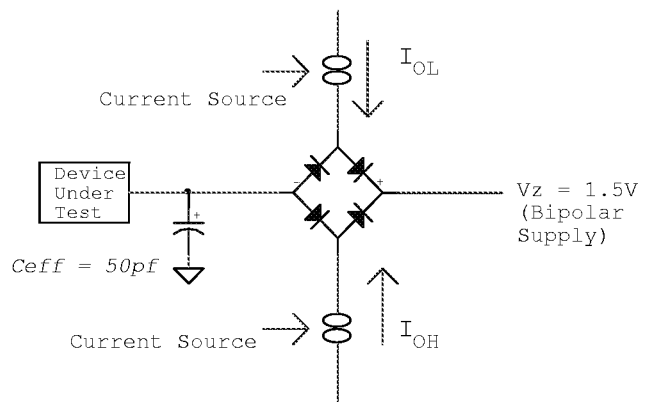 I_OL
Current Source
Device
Under
Test
-
+
Vz = 1.5V
(Bipolar
Supply)
+
Ceff = 50pf
I_OH
Current Source